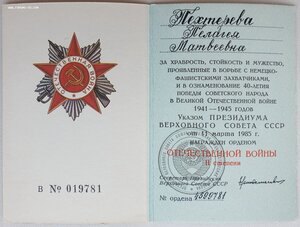 ОТЕЧЕСТВЕННАЯ ВОЙНА
В № 019781
Пехтерева
Пелагея
Матвеевна
ЗА ХРАБРОСТЬ, СТОЙКОСТЬ И МУЖЕСТВО,
ПРОЯВЛЕННЫЕ В БОРЬБЕ С НЕМЕЦКО-
ФАШИСТСКИМИ ЗАХВАТЧИКАМИ,
И В ОЗНАМЕНОВАНИЕ 40-ЛЕТИЯ
ПОБЕДЫ СОВЕТСКОГО НАРОДА
В ВЕЛИКОЙ ОТЕЧЕСТВЕННОЙ ВОЙНЕ
1941—1945 ГОДОВ
Указом ПРЕЗИДИУМА
ВЕРХОВНОГО СОВЕТА СССР
от 11 марта 1985 г.
НАГРАЖДЕН ОРДЕНОМ
ОТЕЧЕСТВЕННОЙ ВОЙНЫ
II степени
Секретарь Президиума
Верховного Совета СССР
№ ордена